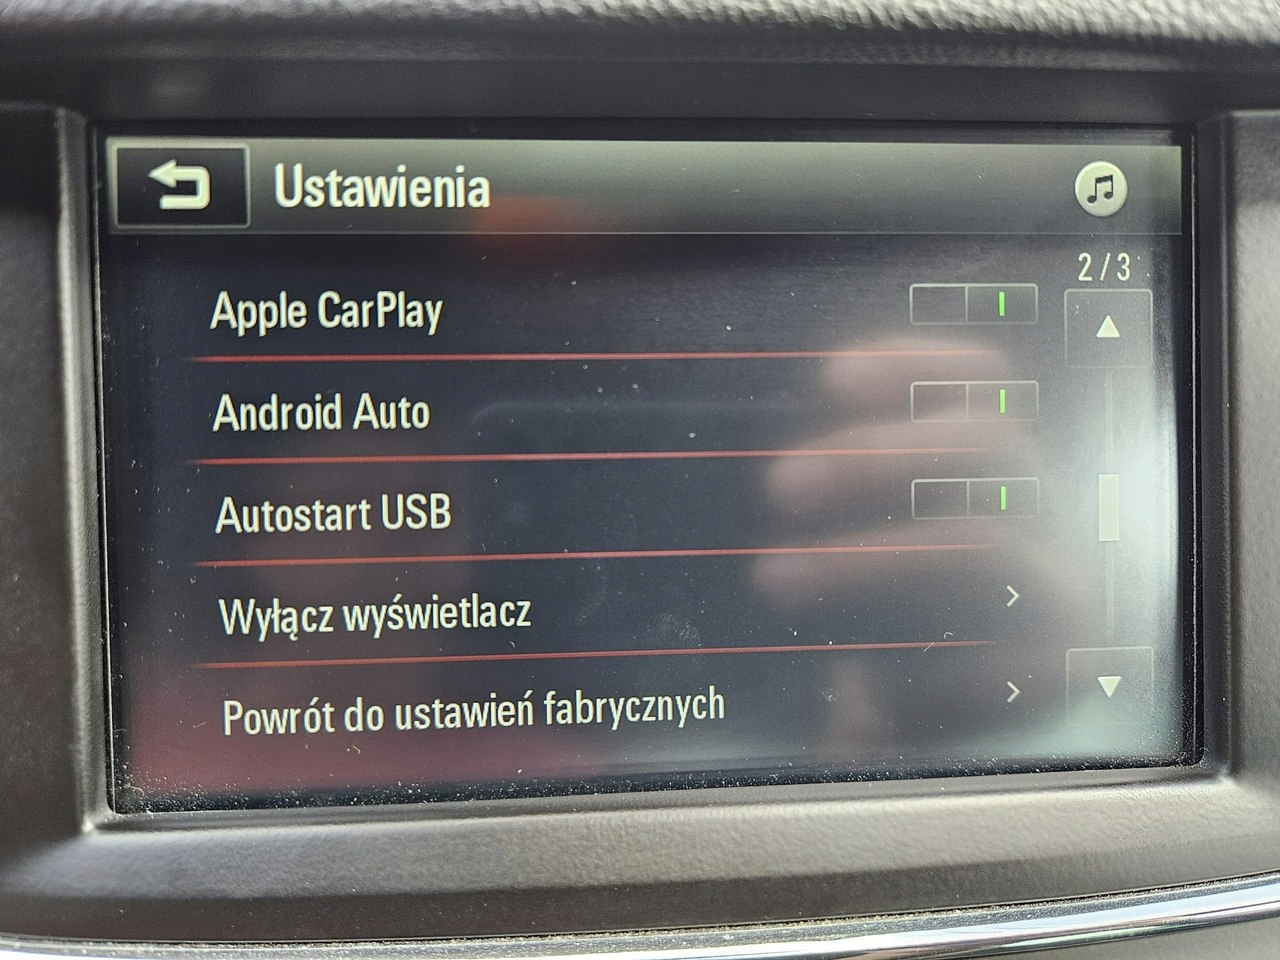 Ustawienia
2/3
Apple CarPlay
Android Auto
Autostart USB
Wyłącz wyświetlacz
Powrót do ustawień fabrycznych